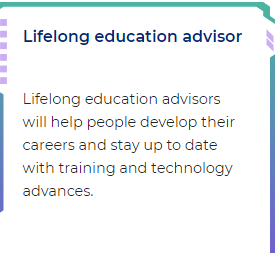 Lifelong education advisor
Lifelong education advisors
will help people develop their
careers and stay up to date
with training and technology
advances.